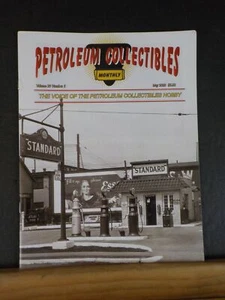 PETROLEUM COLLECTIBLES
MONTHLY
THE VOICE OF THE PETROLEUM COLLECTIBLES HOBBY
STANDARD
STANDARD